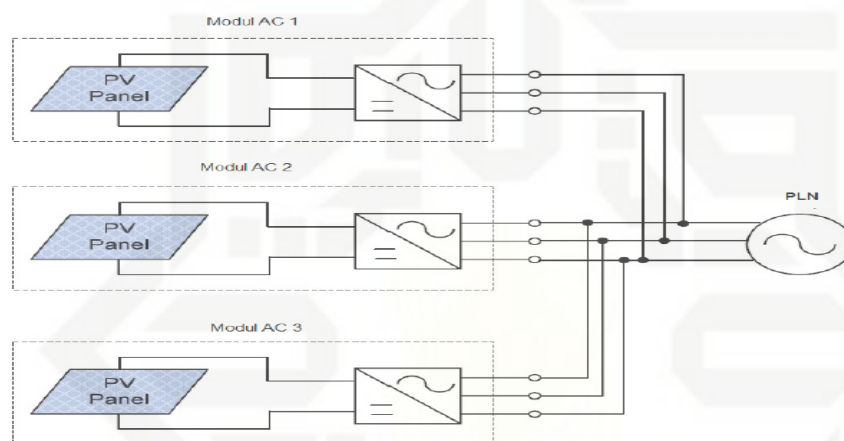 Modul AC 1
PV
Panel
Modul AC 2
PV
Panel
PLN
Modul AC 3
PV
Panel